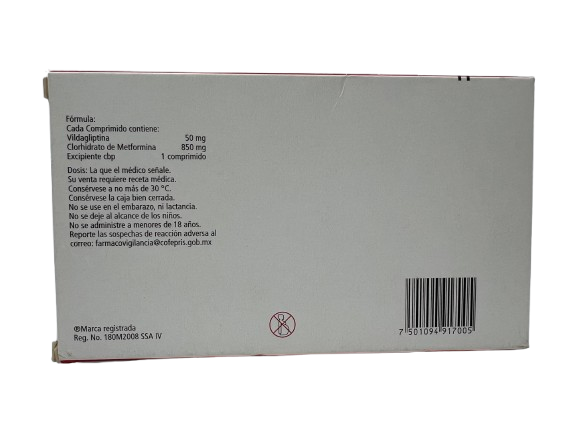 Fórmula:
Cada Comprimido contiene:
Vildagliptina 50 mg
Clorhidrato de Metformina 850 mg
Excipiente cbp 1 comprimido
Dosis: La que el médico señale.
Su venta requiere receta médica.
Consérvese a no más de 30 °C.
Consérvese la caja bien cerrada.
No se use en el embarazo, ni lactancia.
No se deje al alcance de los niños.
No se administre a menores de 18 años.
Reporte las sospechas de reacción adversa al
correo: farmacovigilancia@cofepris.gob.mx
®Marca registrada
Reg. No. 180M2008 SSA IV
7 501094 917005